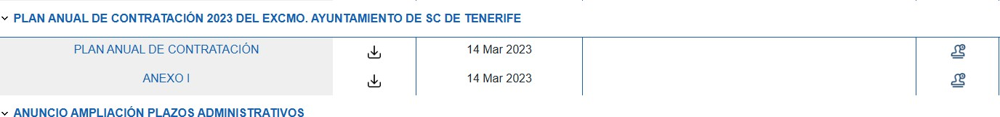 PLAN ANUAL DE CONTRATACIÓN 2023 DEL EXCMO. AYUNTAMIENTO DE SC DE TENERIFE
PLAN ANUAL DE CONTRATACIÓN 14 Mar 2023
ANEXO I 14 Mar 2023
ANUNCIO AMPLIACIÓN PLAZOS ADMINISTRATIVOS